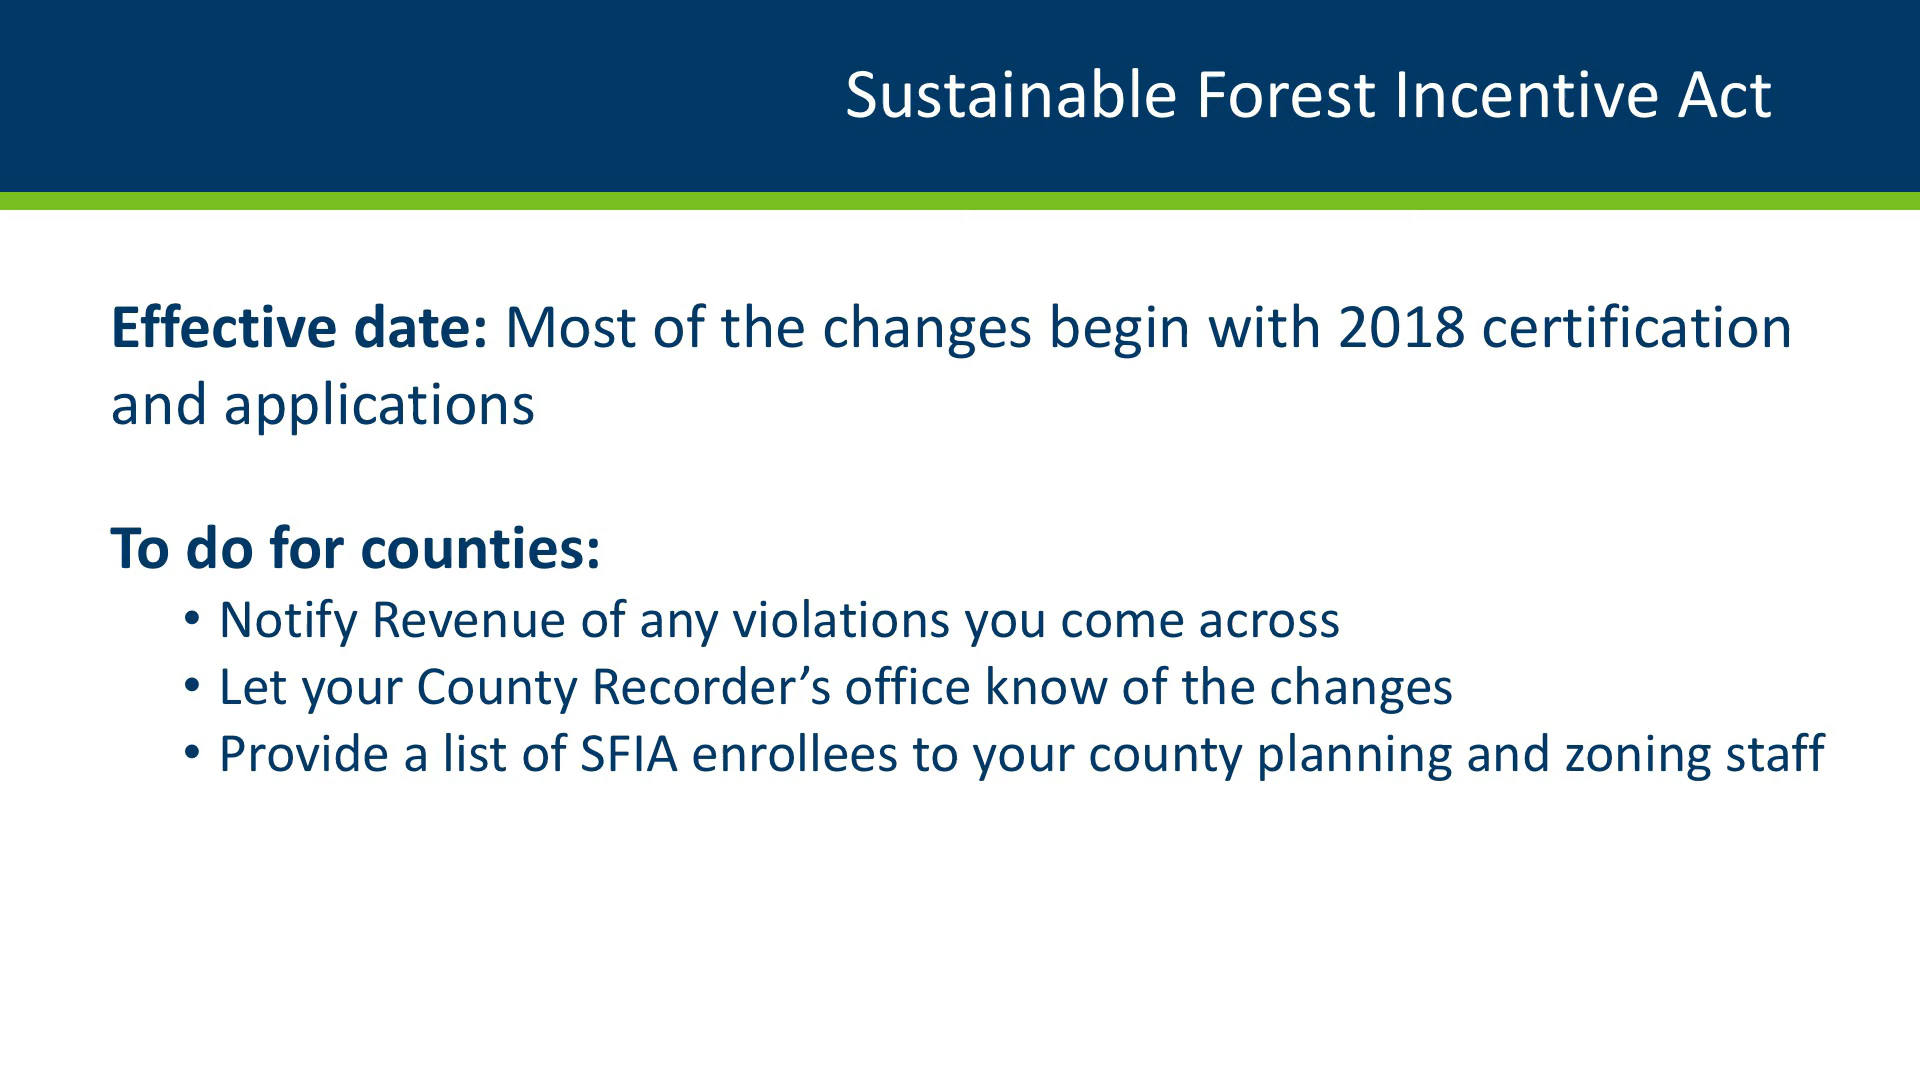 Sustainable Forest Incentive Act
Effective date: Most of the changes begin with 2018 certification
and applications
To do for counties:
• Notify Revenue of any violations you come across
• Let your County Recorder’s office know of the changes
• Provide a list of SFIA enrollees to your county planning and zoning staff